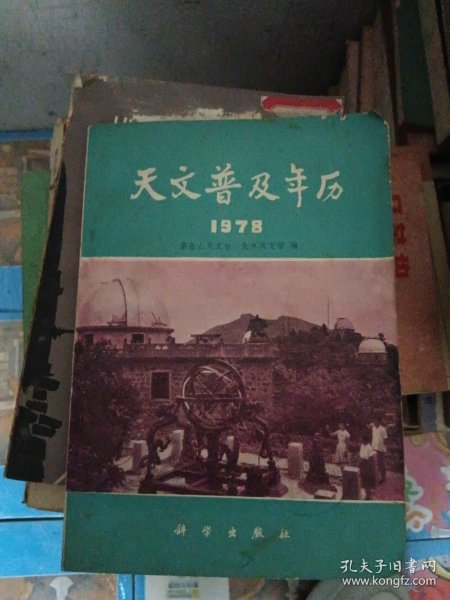 天文普及年历
1978
紫金山天文台 北京天文馆 编
科学出版社
孔夫子旧书网
www.kongfz.com